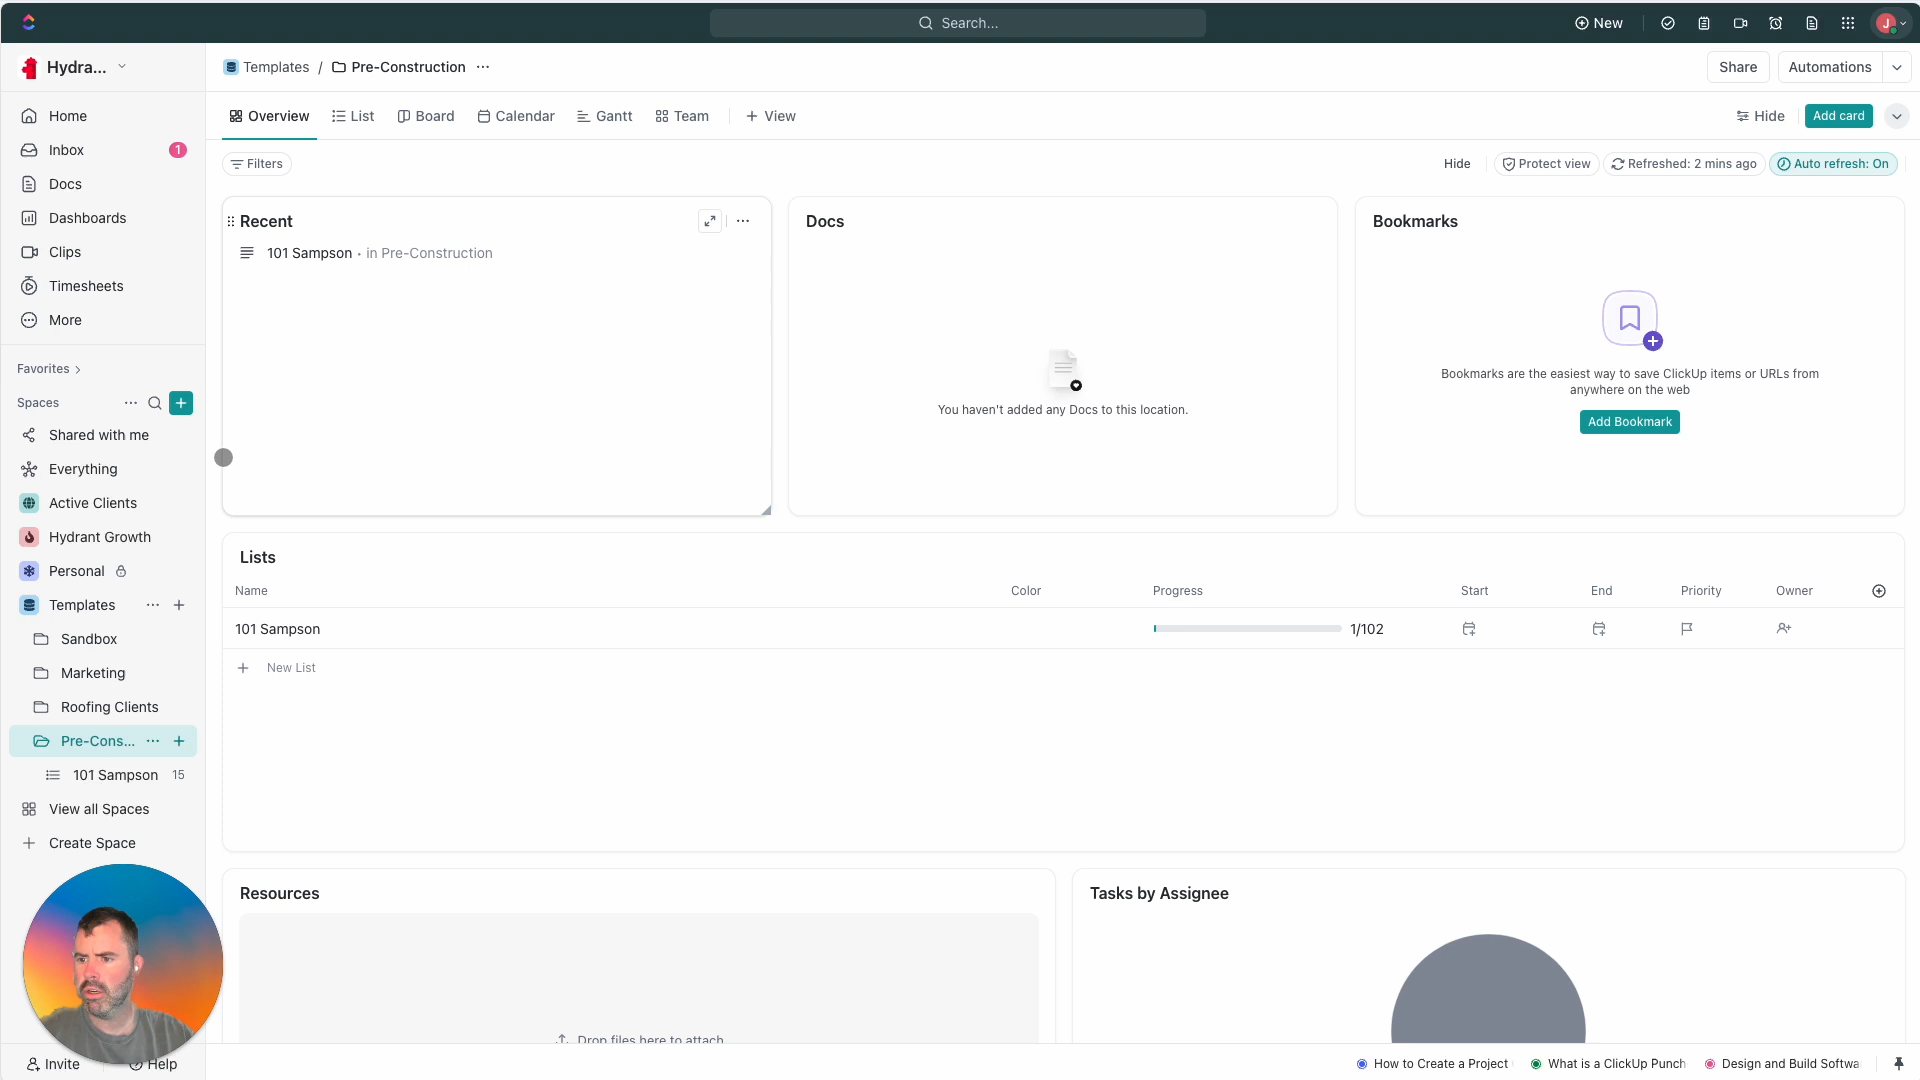 Search...
New
J
Hydra...
Templates / Pre-Construction ...
Share
Automations
Home
Inbox 1
Docs
Dashboards
Clips
Timesheets
More
Favorites
Spaces
Shared with me
Everything
Active Clients
Hydrant Growth
Personal
Templates
Sandbox
Marketing
Roofing Clients
Pre-Cons...
101 Sampson 15
View all Spaces
Create Space
Invite
Help
Overview
List
Board
Calendar
Gantt
Team
+ View
Hide
Add card
Filters
Hide
Protect view
Refreshed: 2 mins ago
Auto refresh: On
Recent
101 Sampson • in Pre-Construction
Docs
You haven't added any Docs to this location.
Bookmarks
Bookmarks are the easiest way to save ClickUp items or URLs from
anywhere on the web
Add Bookmark
Lists
Name Color Progress Start End Priority Owner
101 Sampson 1/102
+ New List
Resources
Drop files here to attach
Tasks by Assignee
How to Create a Project
What is a ClickUp Punch
Design and Build Softwa